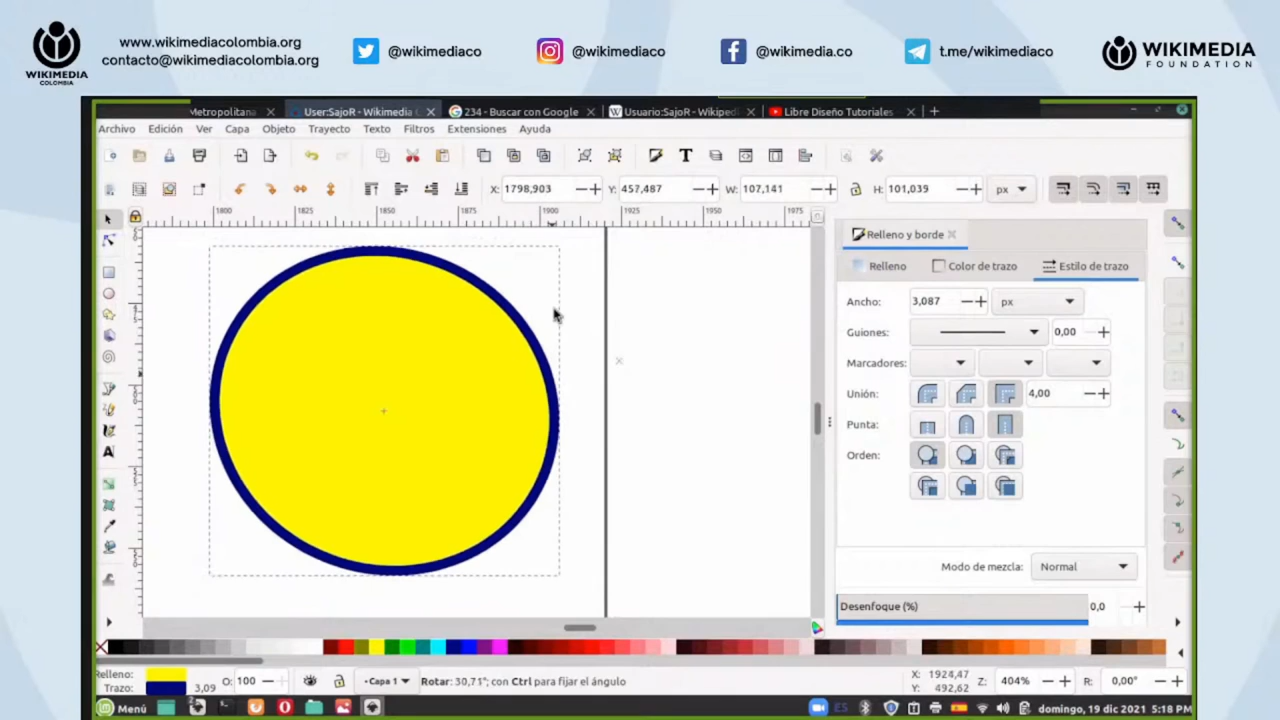 WIKIMEDIA
COLOMBIA
www.wikimediacolombia.org
contacto@wikimediacolombia.org
@wikimediaco
@wikimediaco
@wikimedia.co
t.me/wikimediaco
WIKIMEDIA
FOUNDATION
Metropolitana
User:SajoR - Wikimedia
234 - Buscar con Google
Usuario:SajoR - Wikiped
Libre Diseño Tutoriales
Archivo Edición Ver Capa Objeto Trayecto Texto Filtros Extensiones Ayuda
X: 1798,903 Y: 457,487 W: 107,141 H: 101,039 px
1800 1825 1850 1875 1900 1925 1950 1975
Relleno y borde
Relleno Color de trazo Estilo de trazo
Ancho: 3,087 px
Guiones: 0,00
Marcadores:
Unión: 4,00
Punta:
Orden:
Modo de mezcla: Normal
Desenfoque (%) 0,0
Relleno:
Trazo: 3,09
O: 100
Capa 1
Rotar: 30,71°; con Ctrl para fijar el ángulo
X: 1924,47
Y: 492,62
Z: 404% R: 0,00°
Menú ES domingo, 19 dic 2021, 5:18 PM